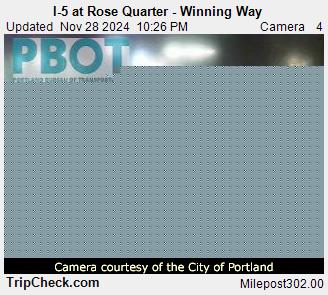 I-5 at Rose Quarter - Winning Way
Updated Nov 28 2024 10:26 PM Camera 4
PBOT
PORTLAND BUREAU OF TRANSPORTATION
Camera courtesy of the City of Portland
TripCheck.com Milepost302.00